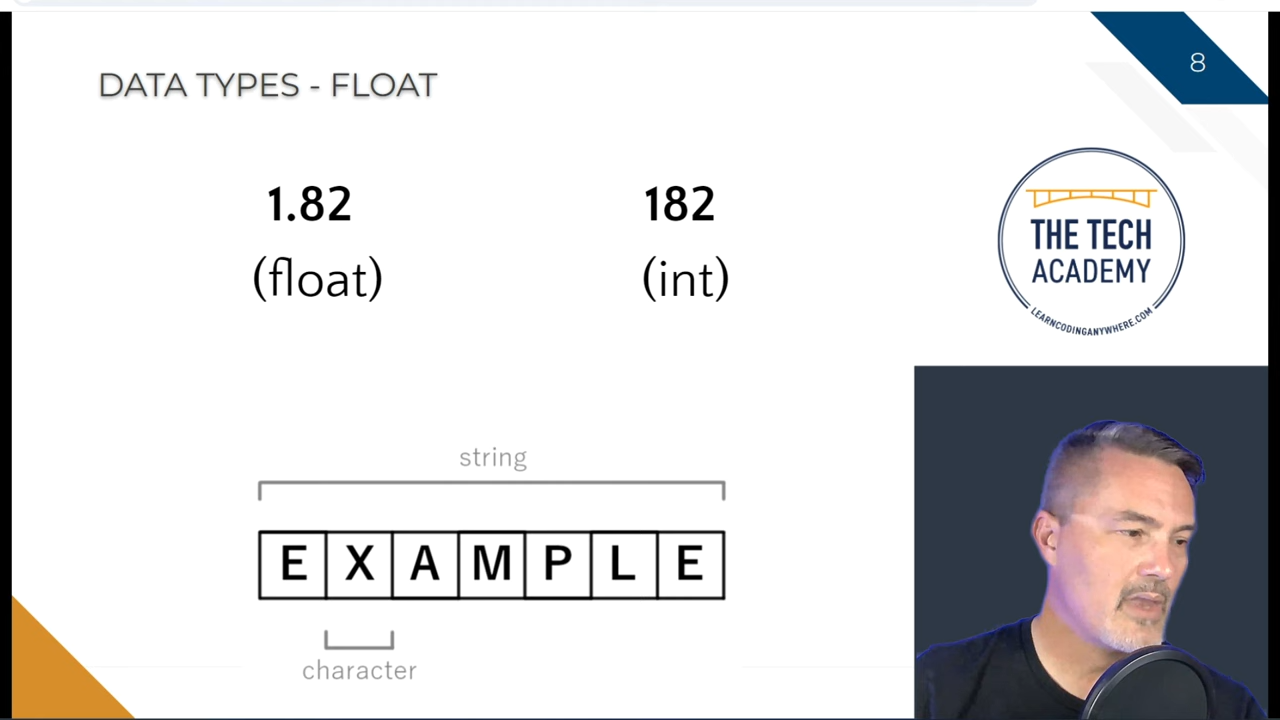 8
DATA TYPES - FLOAT
1.82 182
(float) (int)
THE TECH
ACADEMY
LEARNCODINGANYWHERE.COM
string
E X A M P L E
character